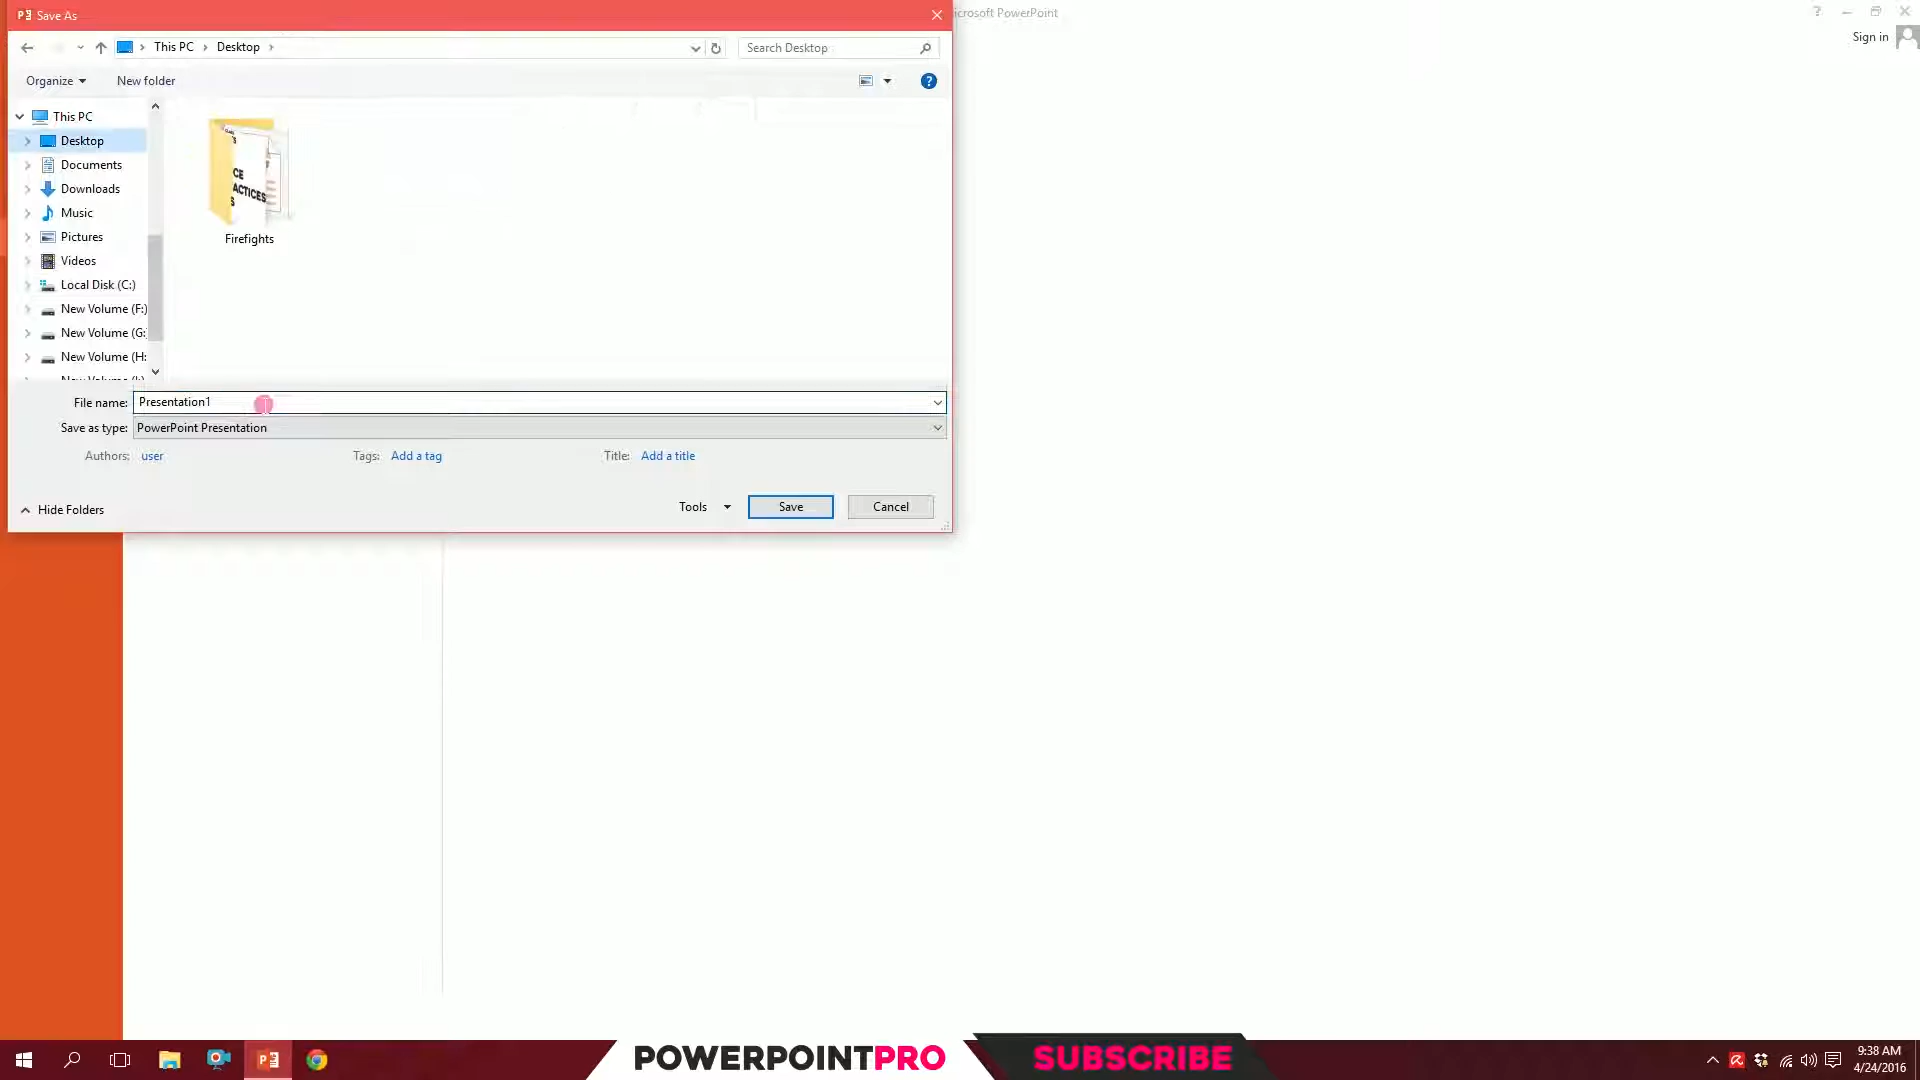 Save As
Microsoft PowerPoint
Sign in
This PC
Desktop
Search Desktop
Organize
New folder
This PC
Desktop
Documents
Downloads
Music
Pictures
Videos
Local Disk (C:)
New Volume (F:)
New Volume (G:
New Volume (H:
CE
ACTICES
S
Firefights
File name: Presentation1
Save as type: PowerPoint Presentation
Authors: user
Tags: Add a tag
Title: Add a title
Hide Folders
Tools
Save
Cancel
POWERPOINTPRO
SUBSCRIBE
9:38 AM
4/24/2016